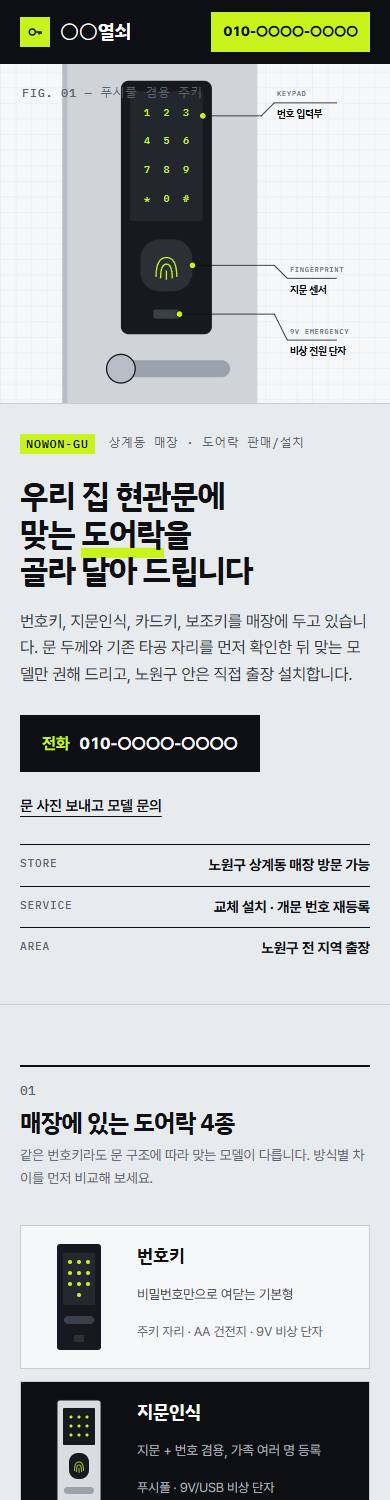 ○○열쇠
010-○○○○-○○○○
FIG. 01 — 푸시풀 겸용 주키
1 2 3
4 5 6
7 8 9
* 0 #
KEYPAD
번호 입력부
FINGERPRINT
지문 센서
9V EMERGENCY
비상 전원 단자
NOWON-GU 상계동 매장 · 도어락 판매/설치
우리 집 현관문에
맞는 도어락을
골라 달아 드립니다
번호키, 지문인식, 카드키, 보조키를 매장에 두고 있습니
다. 문 두께와 기존 타공 자리를 먼저 확인한 뒤 맞는 모
델만 권해 드리고, 노원구 안은 직접 출장 설치합니다.
전화 010-○○○○-○○○○
문 사진 보내고 모델 문의
STORE 노원구 상계동 매장 방문 가능
SERVICE 교체 설치 · 개문 번호 재등록
AREA 노원구 전 지역 출장
01
매장에 있는 도어락 4종
같은 번호키라도 문 구조에 따라 맞는 모델이 다릅니다. 방식별 차
이를 먼저 비교해 보세요.
번호키
비밀번호만으로 여닫는 기본형
주키 자리 · AA 건전지 · 9V 비상 단자
지문인식
지문 + 번호 겸용, 가족 여러 명 등록
푸시풀 · 9V/USB 비상 단자